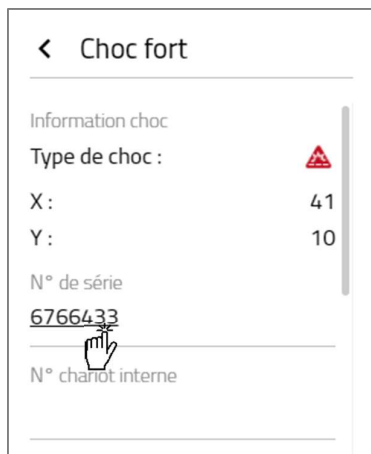 Choc fort
Information choc
Type de choc :
X : 41
Y : 10
N° de série
6766433
N° chariot interne